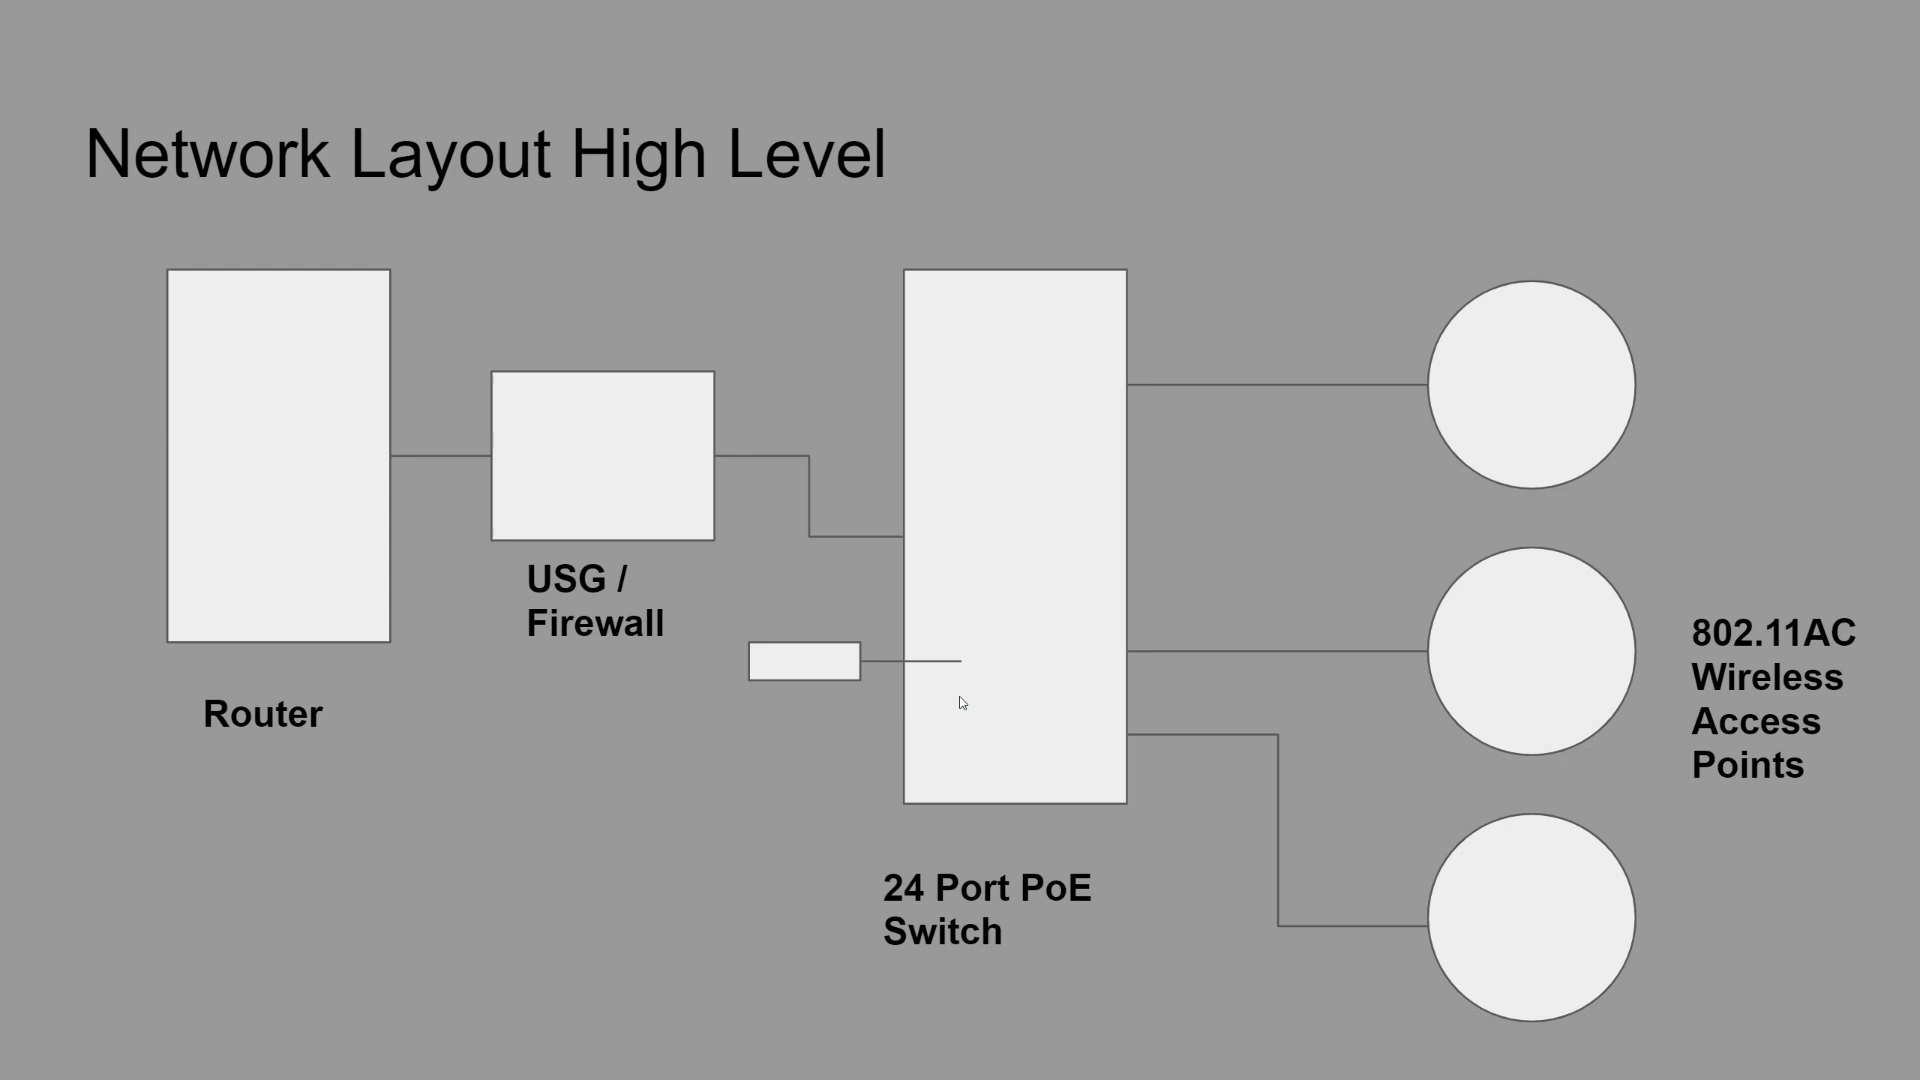 Network Layout High Level
USG /
Firewall
Router
24 Port PoE
Switch
802.11AC
Wireless
Access
Points